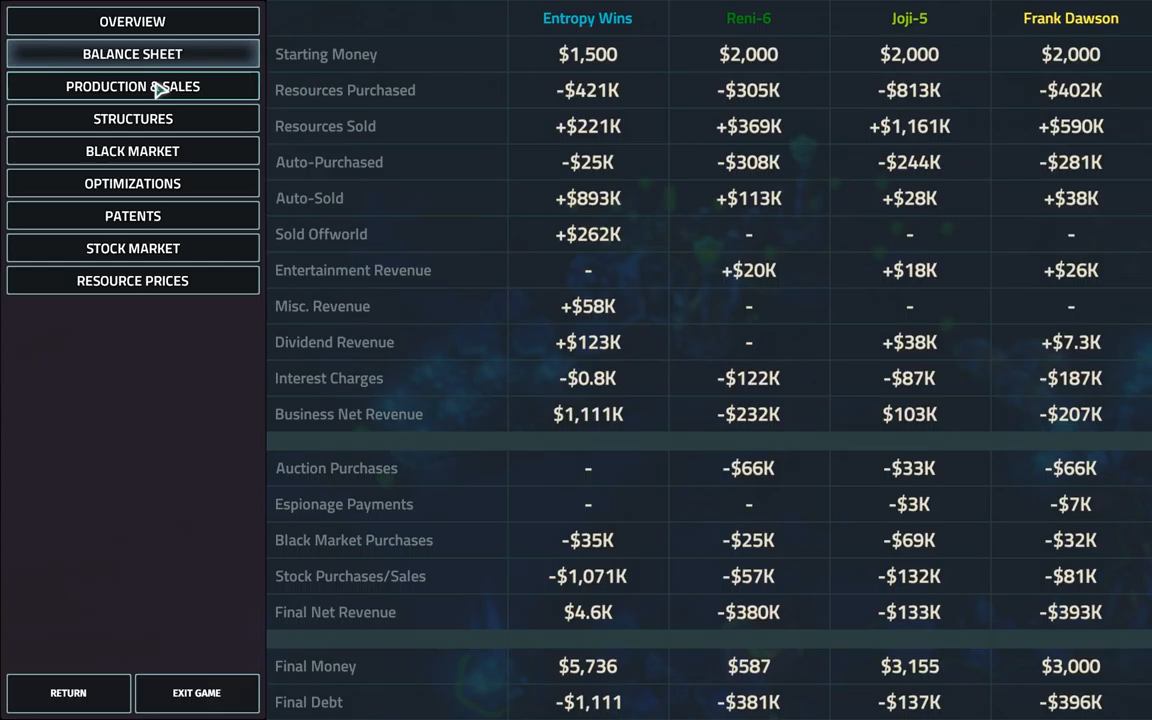 OVERVIEW
BALANCE SHEET
PRODUCTION & SALES
STRUCTURES
BLACK MARKET
OPTIMIZATIONS
PATENTS
STOCK MARKET
RESOURCE PRICES
RETURN EXIT GAME
Entropy Wins Reni-6 Joji-5 Frank Dawson
Starting Money $1,500 $2,000 $2,000 $2,000
Resources Purchased -$421K -$305K -$813K -$402K
Resources Sold +$221K +$369K +$1,161K +$590K
Auto-Purchased -$25K -$308K -$244K -$281K
Auto-Sold +$893K +$113K +$28K +$38K
Sold Offworld +$262K - - -
Entertainment Revenue - +$20K +$18K +$26K
Misc. Revenue +$58K - - -
Dividend Revenue +$123K - +$38K +$7.3K
Interest Charges -$0.8K -$122K -$87K -$187K
Business Net Revenue $1,111K -$232K $103K -$207K
Auction Purchases - -$66K -$33K -$66K
Espionage Payments - - -$3K -$7K
Black Market Purchases -$35K -$25K -$69K -$32K
Stock Purchases/Sales -$1,071K -$57K -$132K -$81K
Final Net Revenue $4.6K -$380K -$133K -$393K
Final Money $5,736 $587 $3,155 $3,000
Final Debt -$1,111 -$381K -$137K -$396K